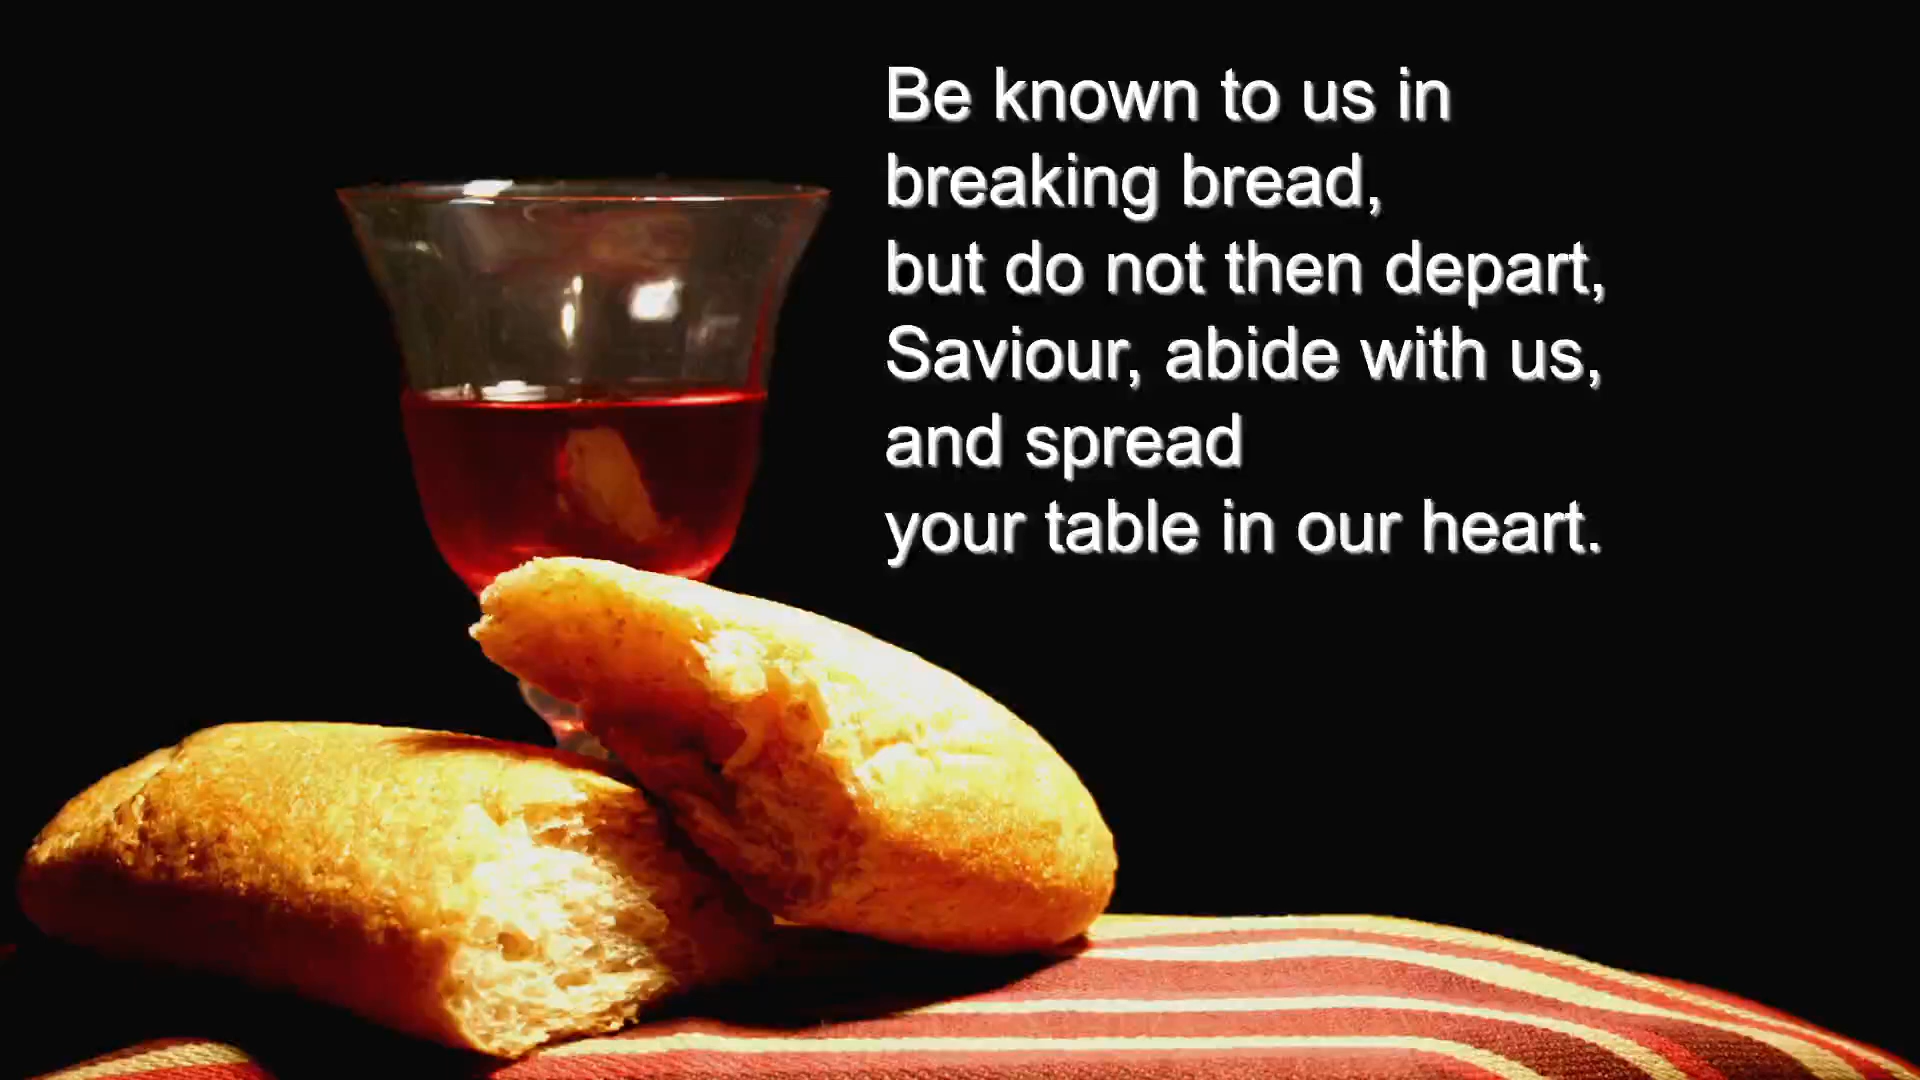 Be known to us in
breaking bread,
but do not then depart,
Saviour, abide with us,
and spread
your table in our heart.